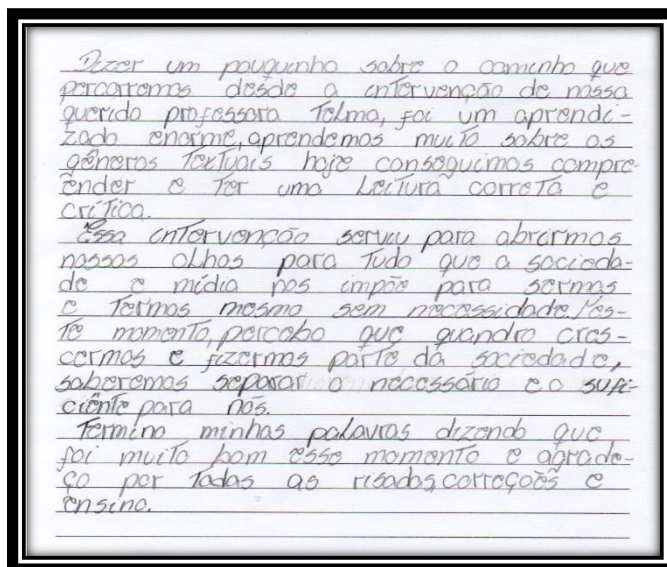 Dizer um pouquinho sobre o caminho que
percorremos desde a intervenção de nossa
querida professora Telma, foi um aprendi-
zado enorme, aprendemos muito sobre os
gêneros textuais hoje conseguimos compre-
ender e ter uma Leitura correta e
crítica.
Essa intervenção serviu para abrirmos
nossos olhos para tudo que a socieda-
de e mídia nos impõe para sermos
e termos mesmo sem necessidade. Nes-
te momento, percebo que quandro cres-
cermos e fizermos parte da sociedade,
saberemos separar o necessário e o sufi-
ciênte para nós.
Termino minhas palavras dizendo que
foi muito bom esse momento e agrade-
ço por todas as risadas, correções e
ensino.